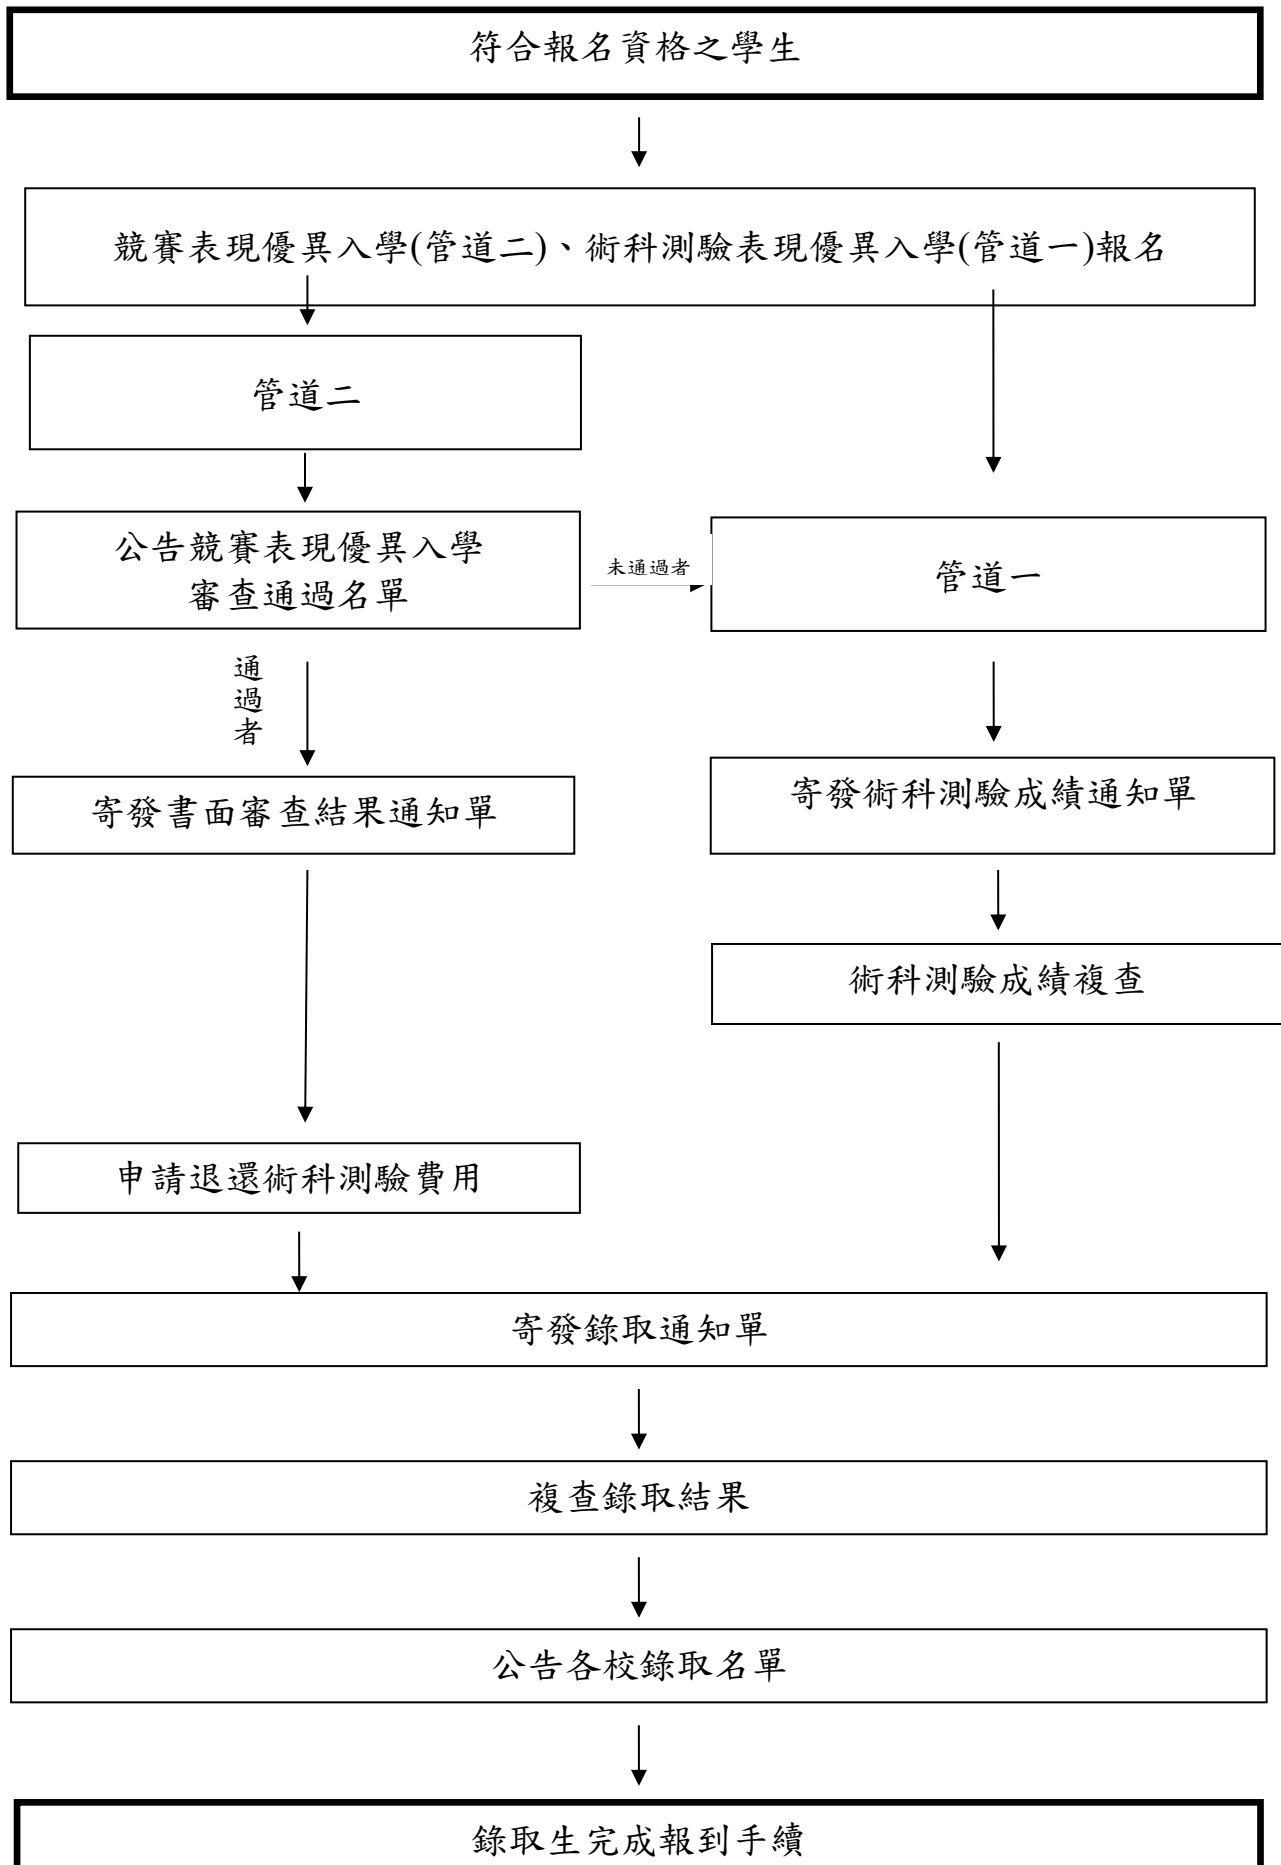 符合報名資格之學生
競賽表現優異入學(管道二)、術科測驗表現優異入學(管道一)報名
管道二
公告競賽表現優異入學
審查通過名單
未通過者
管道一
通過者
寄發書面審查結果通知單
寄發術科測驗成績通知單
術科測驗成績複查
申請退還術科測驗費用
寄發錄取通知單
複查錄取結果
公告各校錄取名單
錄取生完成報到手續